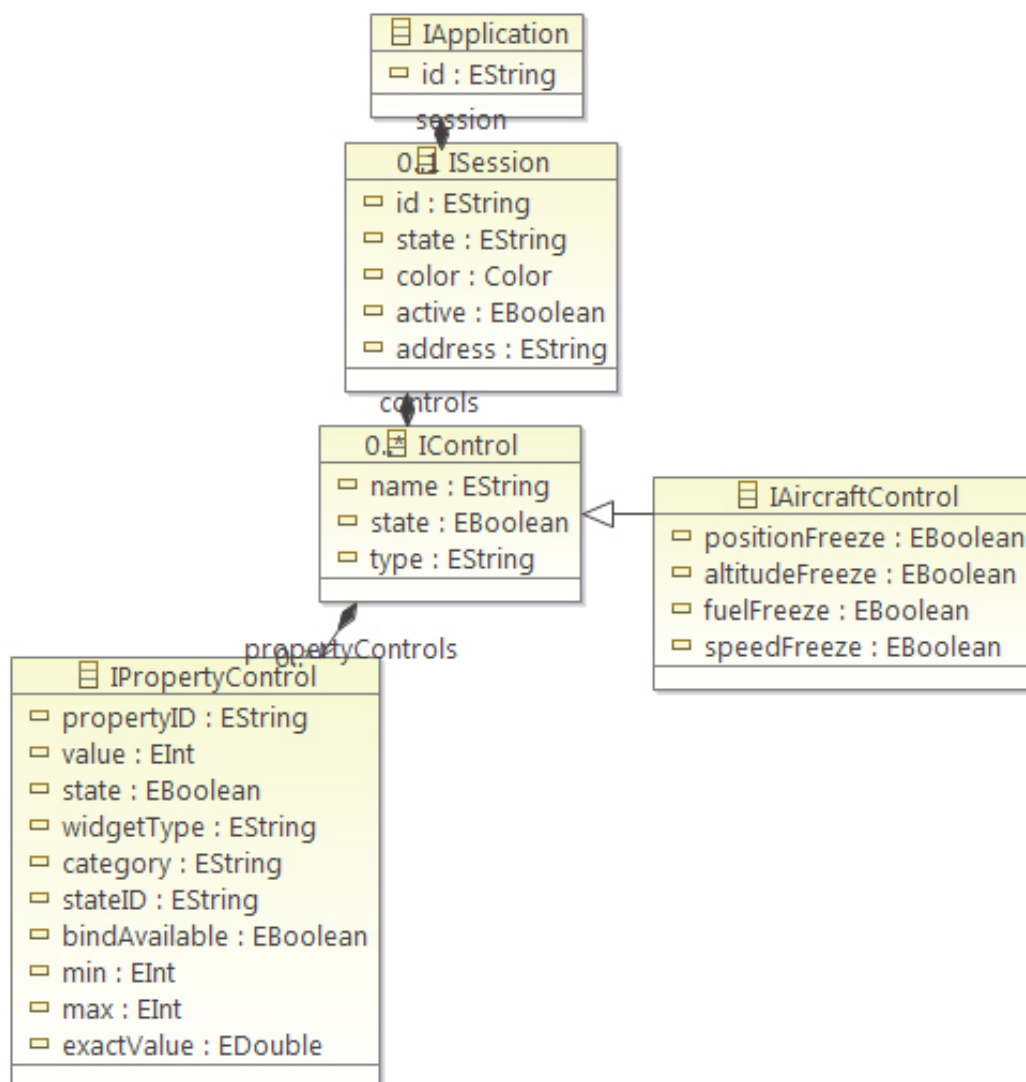 IApplication
id : EString
session
0..1 ISession
id : EString
state : EString
color : Color
active : EBoolean
address : EString
controls
0..* IControl
name : EString
state : EBoolean
type : EString
IAircraftControl
positionFreeze : EBoolean
altitudeFreeze : EBoolean
fuelFreeze : EBoolean
speedFreeze : EBoolean
propertyControls
IPropertyControl
propertyID : EString
value : EInt
state : EBoolean
widgetType : EString
category : EString
stateID : EString
bindAvailable : EBoolean
min : EInt
max : EInt
exactValue : EDouble